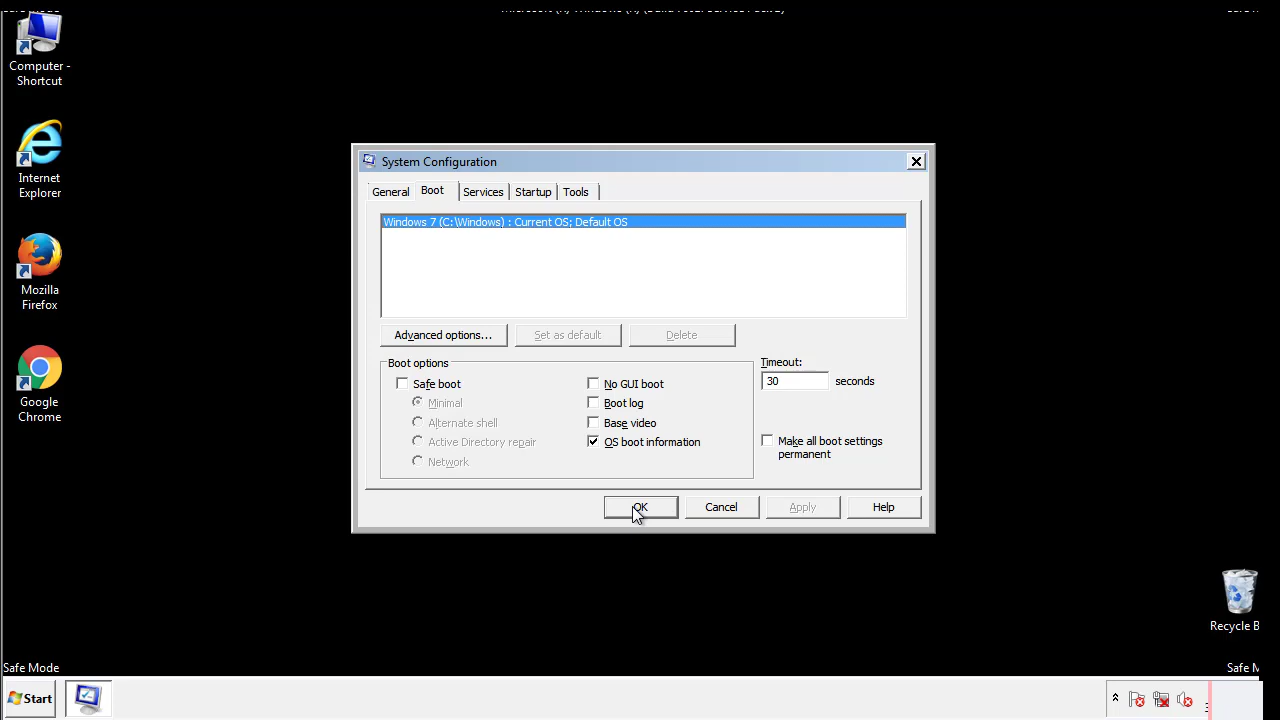 Computer -
Shortcut
Internet
Explorer
Mozilla
Firefox
Google
Chrome
System Configuration
General
Boot
Services
Startup
Tools
Windows 7 (C:\Windows) : Current OS; Default OS
Advanced options...
Set as default
Delete
Boot options
Safe boot
Minimal
Alternate shell
Active Directory repair
Network
No GUI boot
Boot log
Base video
OS boot information
Timeout:
30 seconds
Make all boot settings
permanent
OK
Cancel
Apply
Help
Recycle B
Safe Mode
Safe M
Start